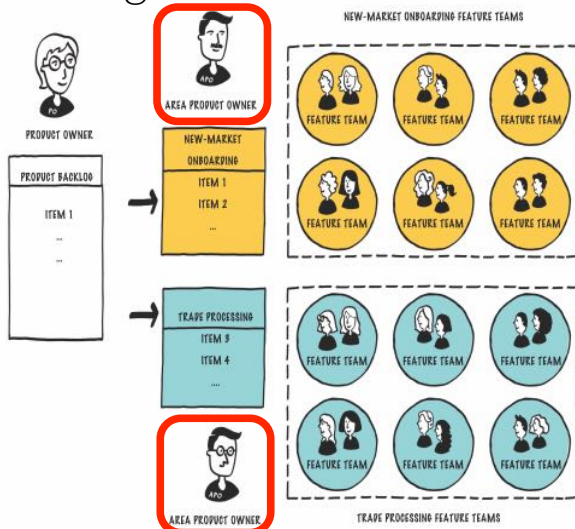 NEW-MARKET ONBOARDING FEATURE TEAMS
PO
PRODUCT OWNER
APO
AREA PRODUCT OWNER
PRODUCT BACKLOG
ITEM 1
...
...
NEW-MARKET
ONBOARDING
ITEM 1
ITEM 2
...
FEATURE TEAM
FEATURE TEAM
FEATURE TEAM
FEATURE TEAM
FEATURE TEAM
FEATURE TEAM
TRADE PROCESSING
ITEM 3
ITEM 4
....
APO
AREA PRODUCT OWNER
FEATURE TEAM
FEATURE TEAM
FEATURE TEAM
FEATURE TEAM
FEATURE TEAM
FEATURE TEAM
TRADE PROCESSING FEATURE TEAMS